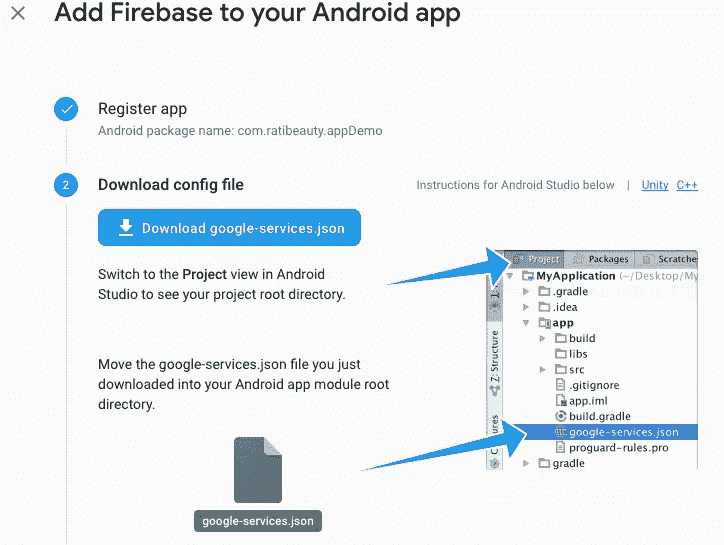 Add Firebase to your Android app
Register app
Android package name: com.ratibeauty.appDemo
2
Download config file
Instructions for Android Studio below | Unity C++
Download google-services.json
Switch to the Project view in Android
Studio to see your project root directory.
Move the google-services.json file you just
downloaded into your Android app module root
directory.
google-services.json
Project Packages Scratches
MyApplication (~/Desktop/My
.gradle
.idea
app
build
libs
src
.gitignore
app.iml
build.gradle
google-services.json
proguard-rules.pro
gradle
Z: Structure